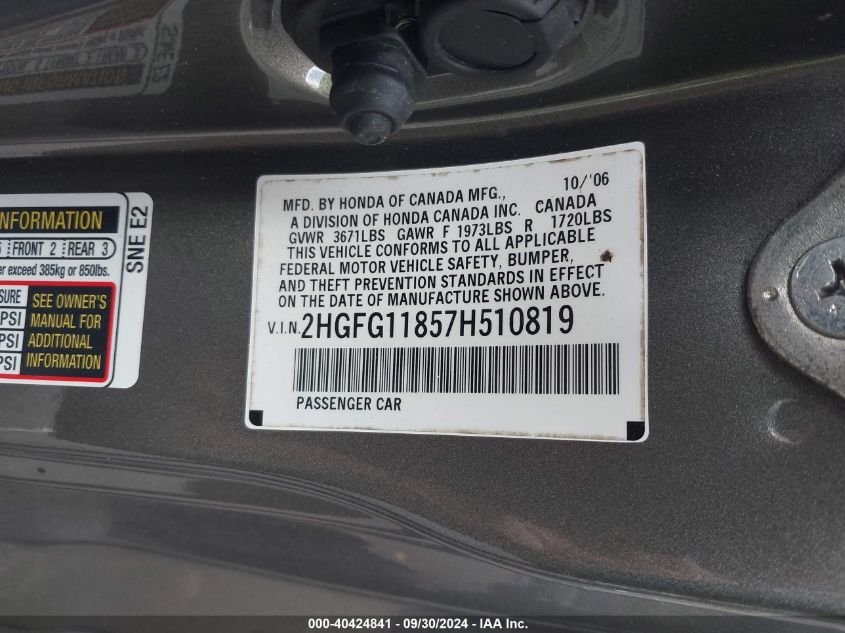 MFD. BY HONDA OF CANADA MFG., 10/'06
A DIVISION OF HONDA CANADA INC. CANADA
GVWR 3671LBS GAWR F 1973LBS R 1720LBS
THIS VEHICLE CONFORMS TO ALL APPLICABLE
FEDERAL MOTOR VEHICLE SAFETY, BUMPER,
AND THEFT PREVENTION STANDARDS IN EFFECT
ON THE DATE OF MANUFACTURE SHOWN ABOVE.
V.I.N. 2HGFG11857H510819
PASSENGER CAR
INFORMATION
5 FRONT 2 REAR 3
exceed 385kg or 850lbs.
SEE OWNER'S
PSI MANUAL FOR
PSI ADDITIONAL
PSI INFORMATION
SNE E2
000-40424841 - 09/30/2024 - IAA Inc.